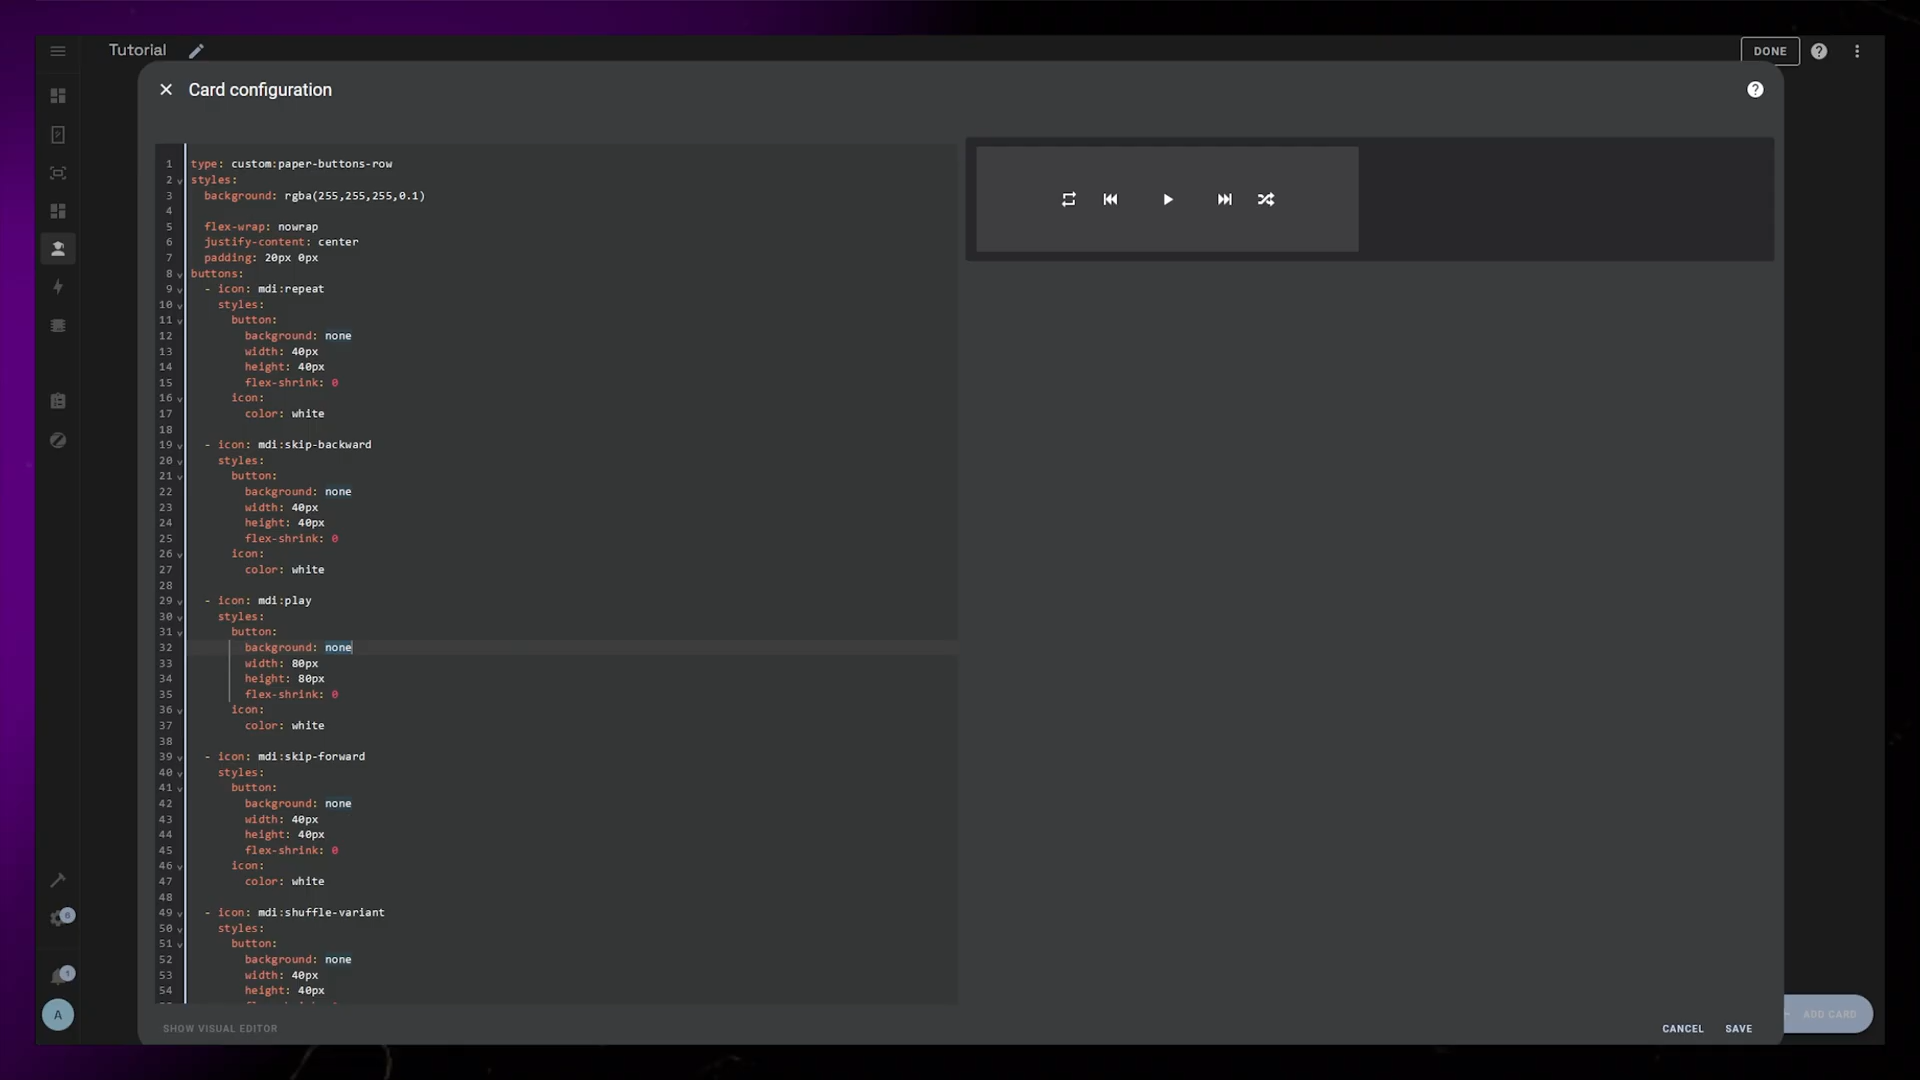 Tutorial
DONE
Card configuration
1 type: custom:paper-buttons-row
2 styles:
3 background: rgba(255,255,255,0.1)
4
5 flex-wrap: nowrap
6 justify-content: center
7 padding: 20px 0px
8 buttons:
9 - icon: mdi:repeat
10 styles:
11 button:
12 background: none
13 width: 40px
14 height: 40px
15 flex-shrink: 0
16 icon:
17 color: white
18
19 - icon: mdi:skip-backward
20 styles:
21 button:
22 background: none
23 width: 40px
24 height: 40px
25 flex-shrink: 0
26 icon:
27 color: white
28
29 - icon: mdi:play
30 styles:
31 button:
32 background: none
33 width: 80px
34 height: 80px
35 flex-shrink: 0
36 icon:
37 color: white
38
39 - icon: mdi:skip-forward
40 styles:
41 button:
42 background: none
43 width: 40px
44 height: 40px
45 flex-shrink: 0
46 icon:
47 color: white
48
49 - icon: mdi:shuffle-variant
50 styles:
51 button:
52 background: none
53 width: 40px
54 height: 40px
6
1
A
SHOW VISUAL EDITOR
CANCEL
SAVE
ADD CARD